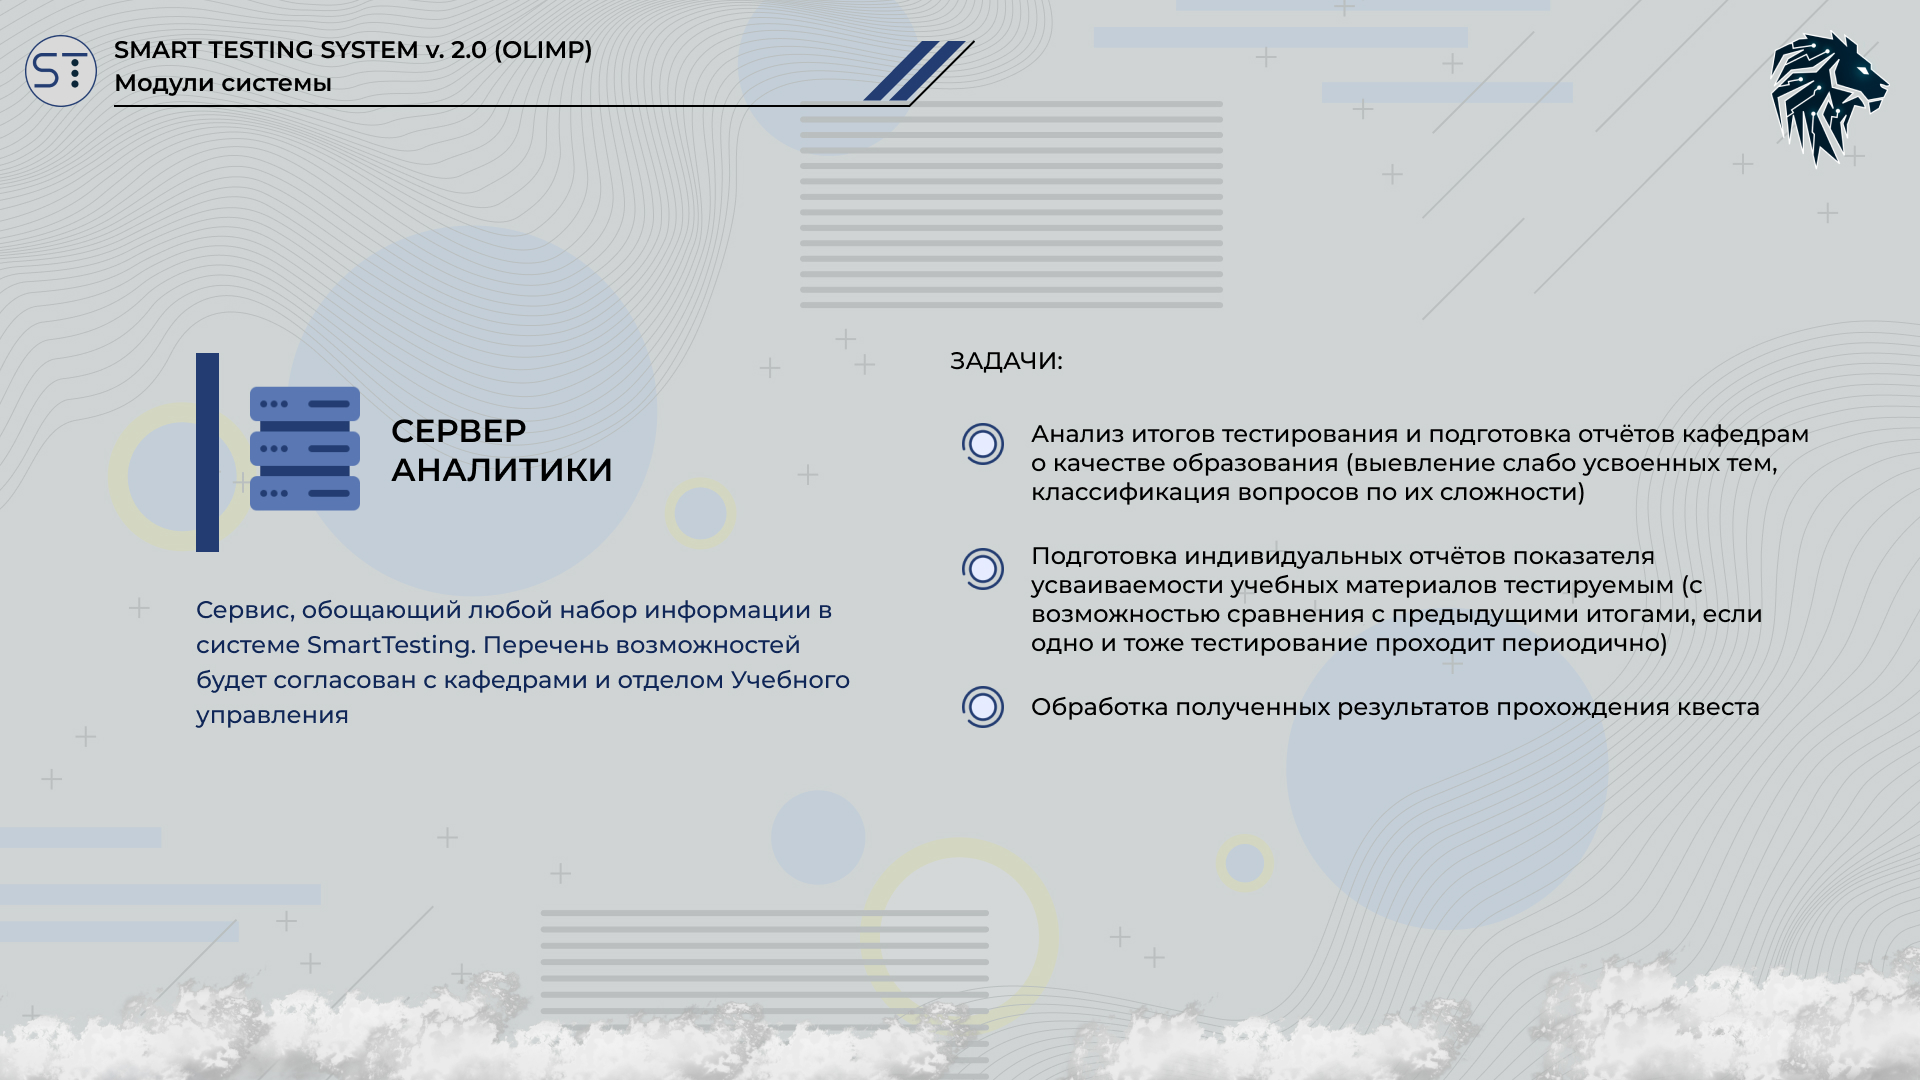 ST
SMART TESTING SYSTEM v. 2.0 (OLIMP)
Модули системы
СЕРВЕР
АНАЛИТИКИ
Сервис, обощающий любой набор информации в
системе SmartTesting. Перечень возможностей
будет согласован с кафедрами и отделом Учебного
управления
ЗАДАЧИ:
Анализ итогов тестирования и подготовка отчётов кафедрам
о качестве образования (выевление слабо усвоенных тем,
классификация вопросов по их сложности)
Подготовка индивидуальных отчётов показателя
усваиваемости учебных материалов тестируемым (с
возможностью сравнения с предыдущими итогами, если
одно и тоже тестирование проходит периодично)
Обработка полученных результатов прохождения квеста